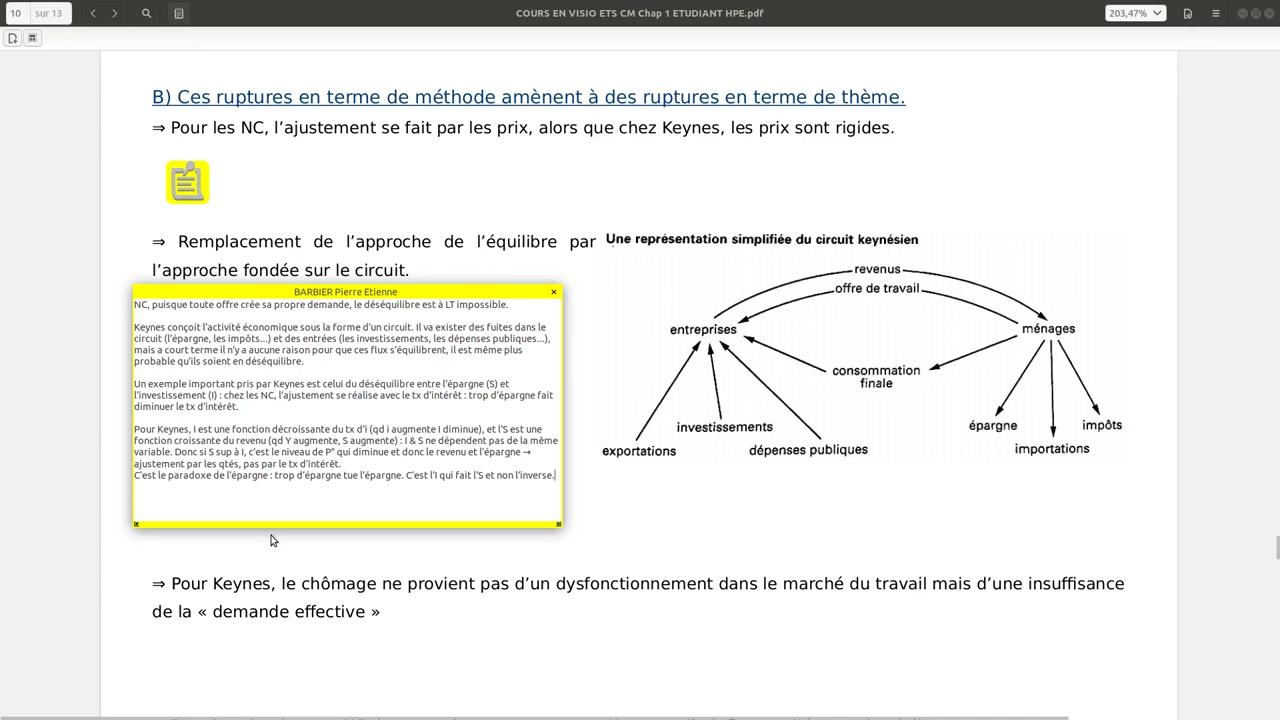 10 sur 13
COURS EN VISIO ETS CM Chap 1 ETUDIANT HPE.pdf
203,47%
B) Ces ruptures en terme de méthode amènent à des ruptures en terme de thème.
⇒ Pour les NC, l’ajustement se fait par les prix, alors que chez Keynes, les prix sont rigides.
⇒ Remplacement de l’approche de l’équilibre par
l’approche fondée sur le circuit.
BARBIER Pierre Etienne
NC, puisque toute offre crée sa propre demande, le déséquilibre est à LT impossible.
Keynes conçoit l’activité économique sous la forme d’un circuit. Il va exister des fuites dans le
circuit (l’épargne, les impôts...) et des entrées (les investissements, les dépenses publiques...),
mais a court terme il n’y a aucune raison pour que ces flux s’équilibrent, il est même plus
probable qu’ils soient en déséquilibre.
Un exemple important pris par Keynes est celui du déséquilibre entre l’épargne (S) et
l’investissement (I) : chez les NC, l’ajustement se réalise avec le tx d’intérêt : trop d’épargne fait
diminuer le tx d’intérêt.
Pour Keynes, I est une fonction décroissante du tx d’i (qd i augmente I diminue), et l’S est une
fonction croissante du revenu (qd Y augmente, S augmente) : I & S ne dépendent pas de la même
variable. Donc si S sup à I, c’est le niveau de P° qui diminue et donc le revenu et l’épargne →
ajustement par les qtés, pas par le tx d’intérêt.
C’est le paradoxe de l’épargne : trop d’épargne tue l’épargne. C’est l’I qui fait l’S et non l’inverse.
Une représentation simplifiée du circuit keynésien
revenus
offre de travail
entreprises
ménages
consommation
finale
investissements
épargne
impôts
exportations
dépenses publiques
importations
⇒ Pour Keynes, le chômage ne provient pas d’un dysfonctionnement dans le marché du travail mais d’une insuffisance
de la « demande effective »